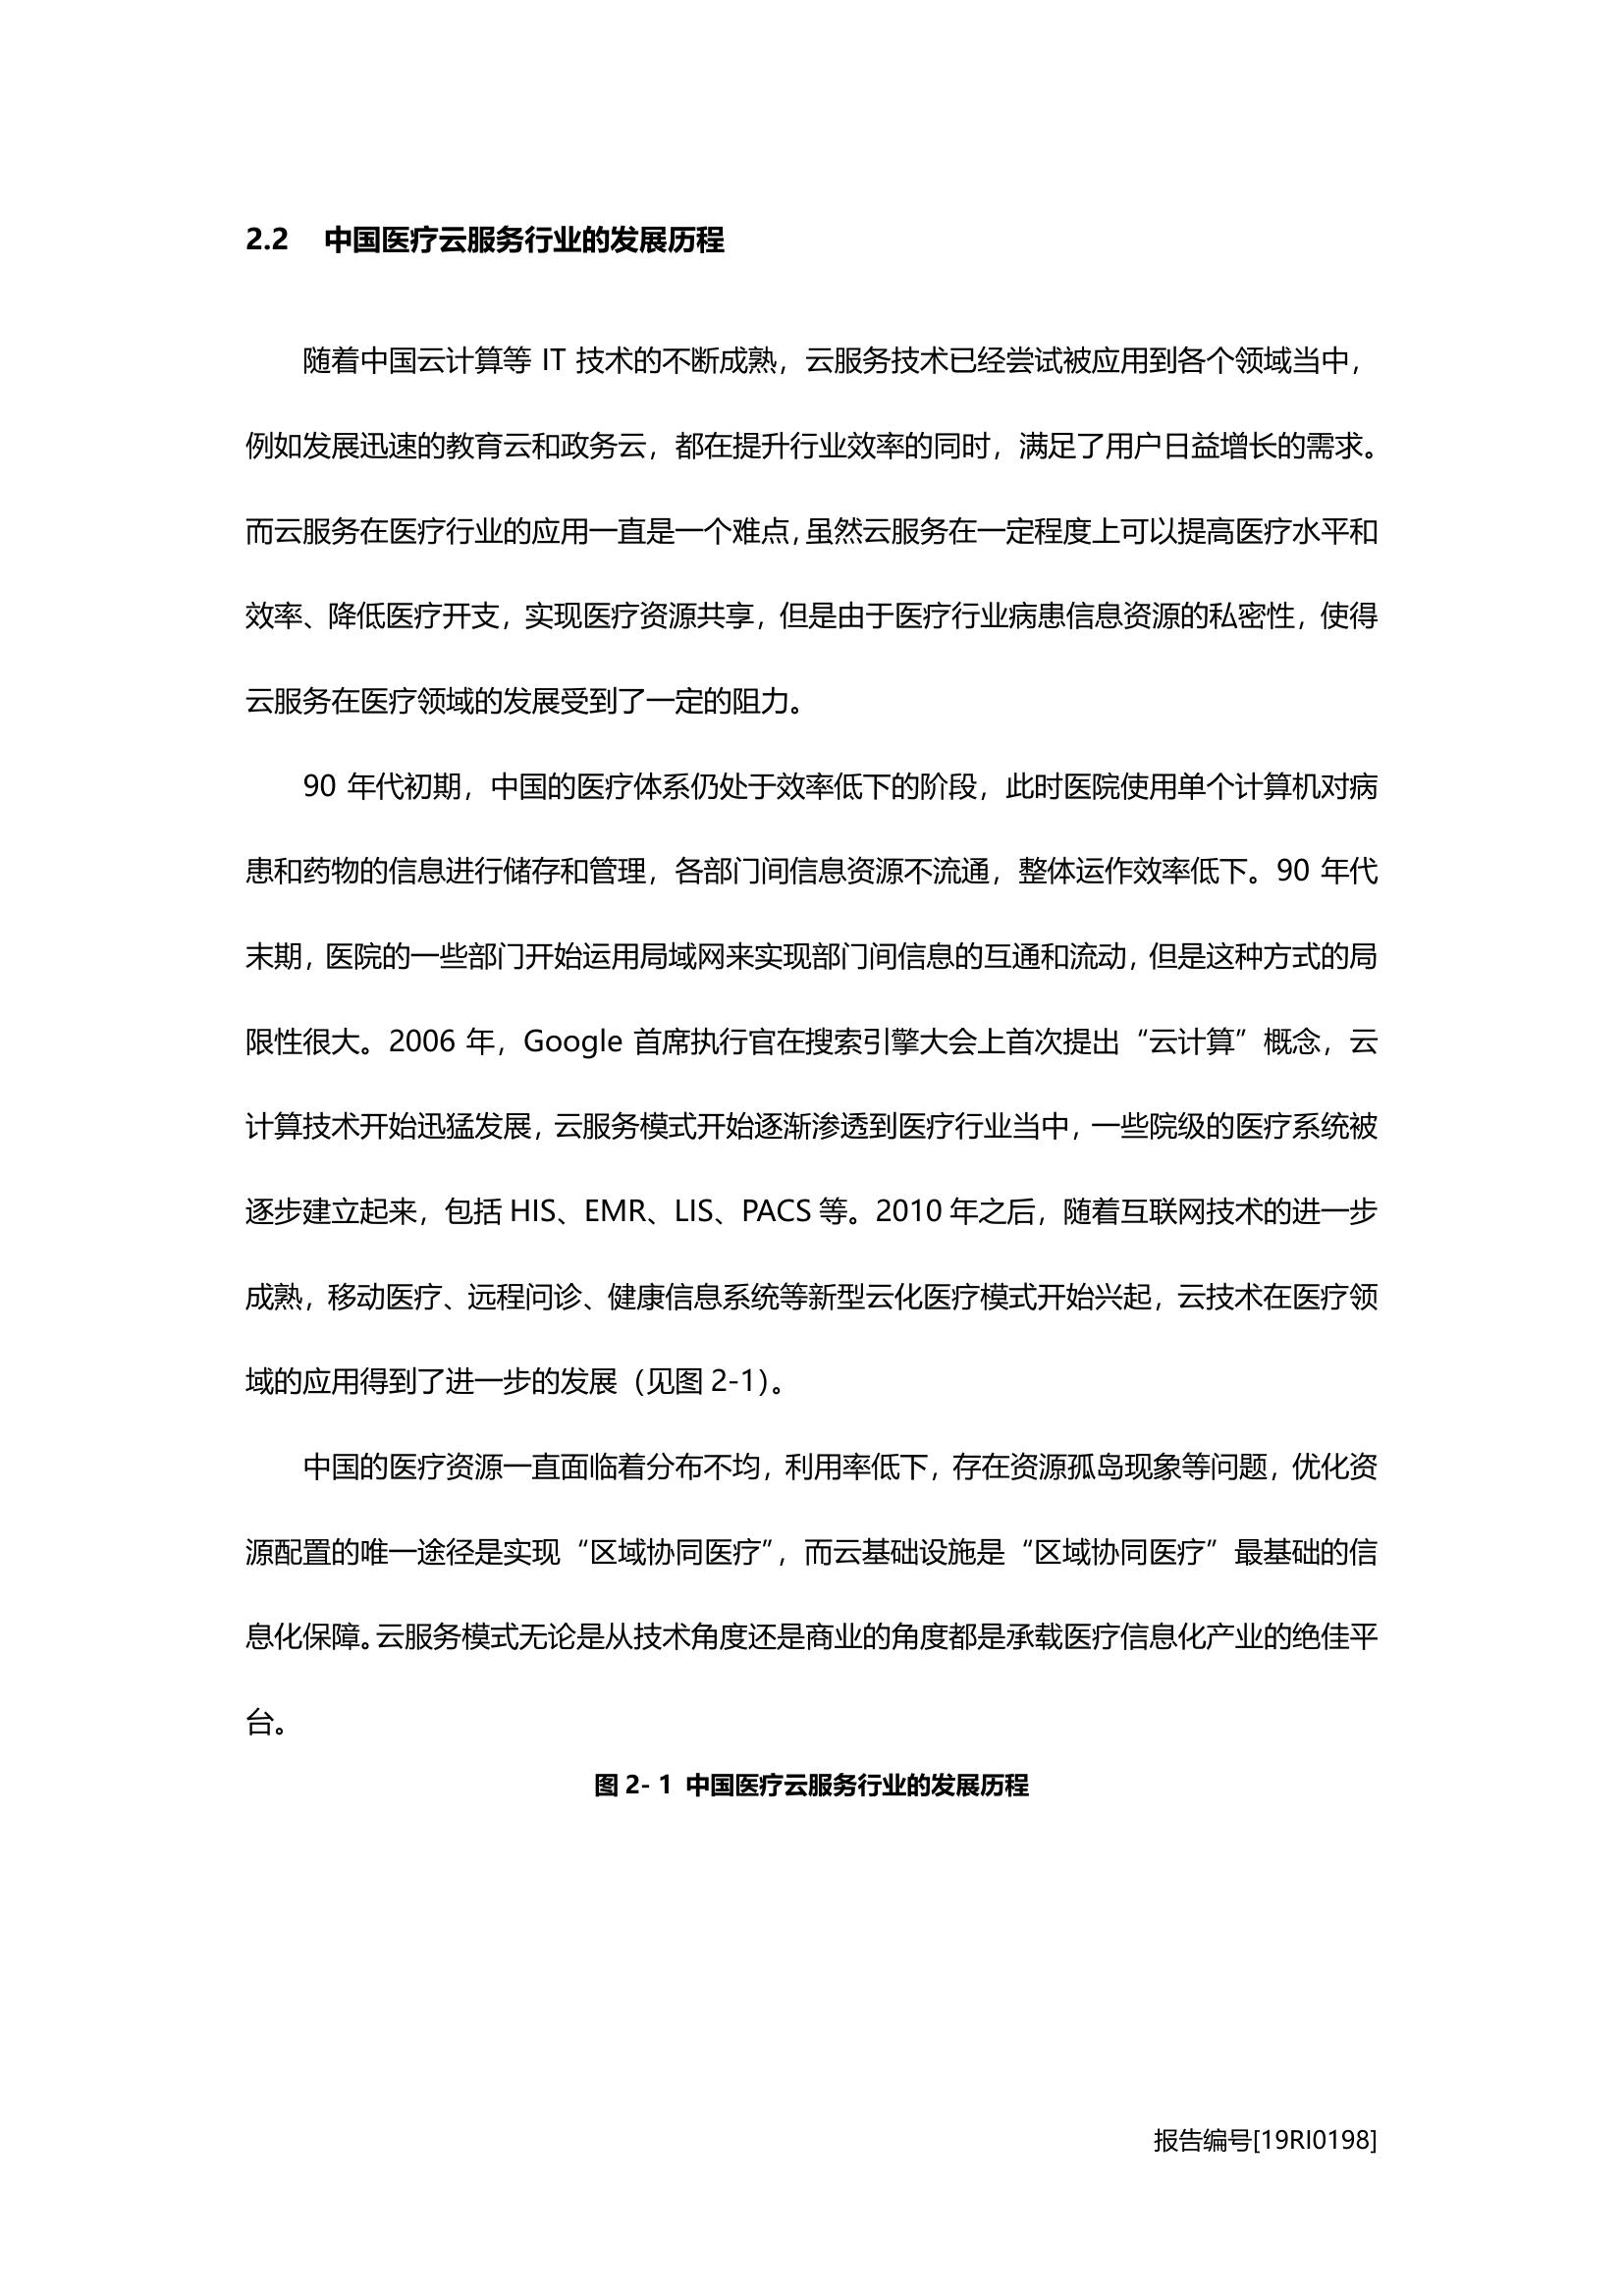 2.2 中国医疗云服务行业的发展历程
随着中国云计算等 IT 技术的不断成熟，云服务技术已经尝试被应用到各个领域当中，
例如发展迅速的教育云和政务云，都在提升行业效率的同时，满足了用户日益增长的需求。
而云服务在医疗行业的应用一直是一个难点，虽然云服务在一定程度上可以提高医疗水平和
效率、降低医疗开支，实现医疗资源共享，但是由于医疗行业病患信息资源的私密性，使得
云服务在医疗领域的发展受到了一定的阻力。
90 年代初期，中国的医疗体系仍处于效率低下的阶段，此时医院使用单个计算机对病
患和药物的信息进行储存和管理，各部门间信息资源不流通，整体运作效率低下。90 年代
末期，医院的一些部门开始运用局域网来实现部门间信息的互通和流动，但是这种方式的局
限性很大。2006 年，Google 首席执行官在搜索引擎大会上首次提出“云计算”概念，云
计算技术开始迅猛发展，云服务模式开始逐渐渗透到医疗行业当中，一些院级的医疗系统被
逐步建立起来，包括 HIS、EMR、LIS、PACS 等。2010 年之后，随着互联网技术的进一步
成熟，移动医疗、远程问诊、健康信息系统等新型云化医疗模式开始兴起，云技术在医疗领
域的应用得到了进一步的发展（见图 2-1）。
中国的医疗资源一直面临着分布不均，利用率低下，存在资源孤岛现象等问题，优化资
源配置的唯一途径是实现“区域协同医疗”，而云基础设施是“区域协同医疗”最基础的信
息化保障。云服务模式无论是从技术角度还是商业的角度都是承载医疗信息化产业的绝佳平
台。
图 2- 1 中国医疗云服务行业的发展历程
报告编号[19RI0198]